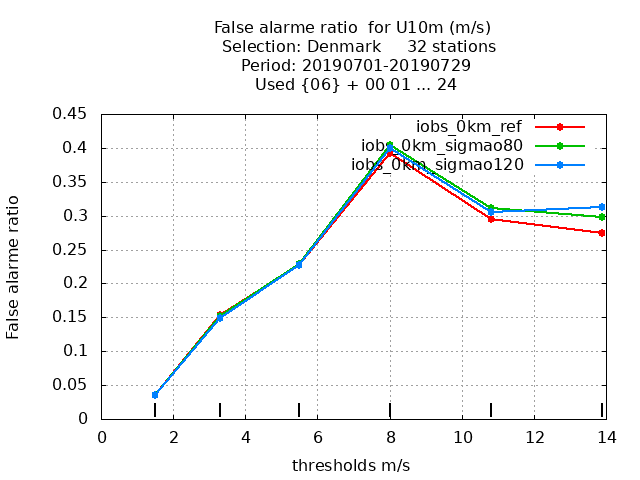 False alarme ratio  for U10m (m/s)
Selection: Denmark     32 stations
Period: 20190701-20190729
Used {06} + 00 01 ... 24
iobs_0km_ref
iobs_0km_sigmao80
iobs_0km_sigmao120
False alarme ratio
0.45
0.4
0.35
0.3
0.25
0.2
0.15
0.1
0.05
0
0 2 4 6 8 10 12 14
thresholds m/s